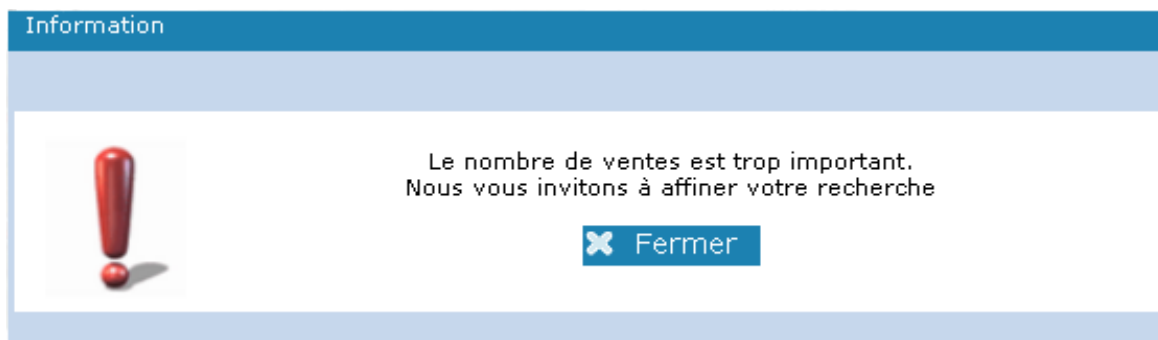 Information
Le nombre de ventes est trop important.
Nous vous invitons à affiner votre recherche
Fermer